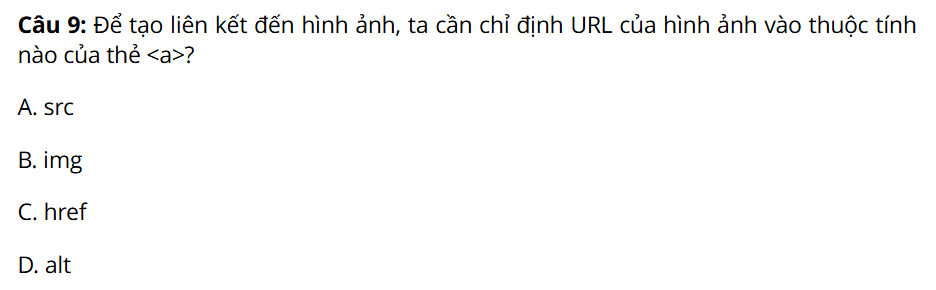 Câu 9: Để tạo liên kết đến hình ảnh, ta cần chỉ định URL của hình ảnh vào thuộc tính
nào của thẻ <a>?
A. src
B. img
C. href
D. alt